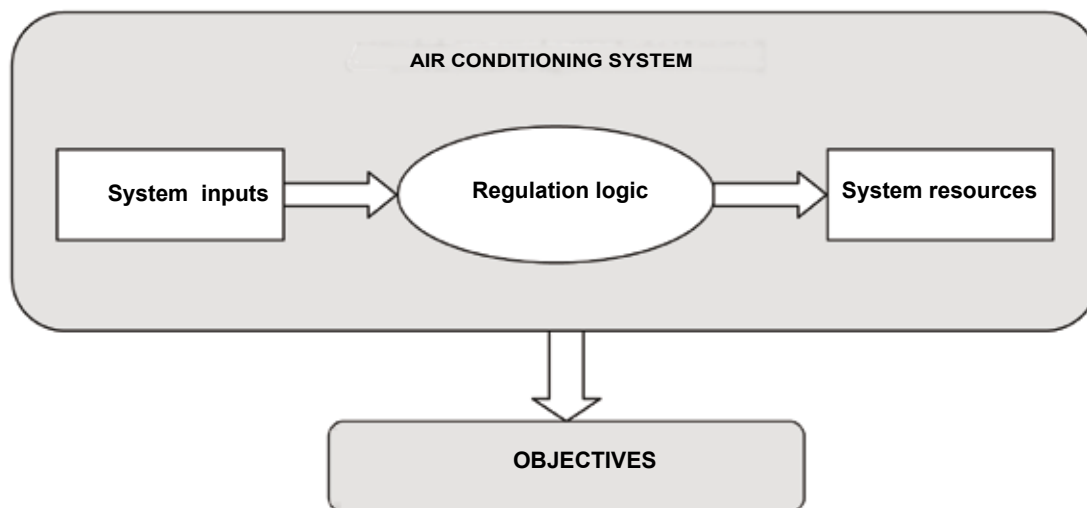 AIR CONDITIONING SYSTEM
System inputs
Regulation logic
System resources
OBJECTIVES